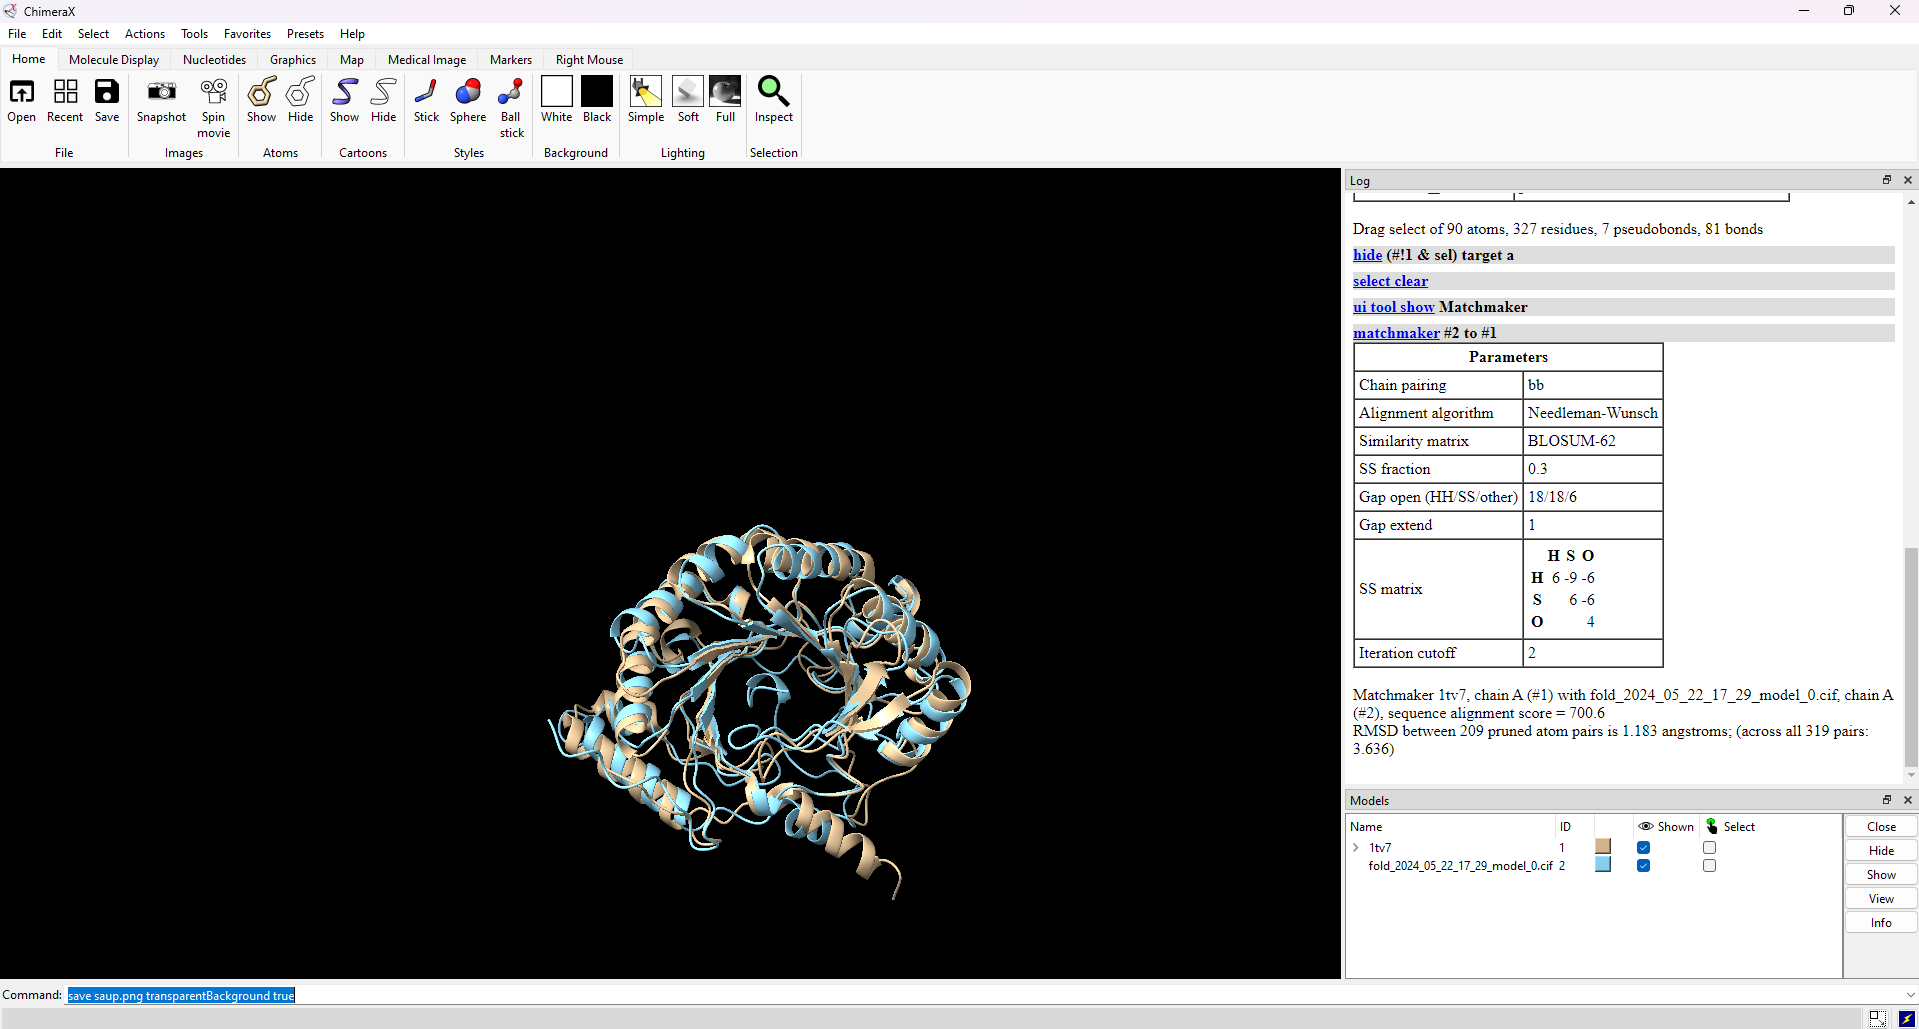 ChimeraX
File Edit Select Actions Tools Favorites Presets Help
Home Molecule Display Nucleotides Graphics Map Medical Image Markers Right Mouse
Open Recent Save Snapshot Spin movie Show Hide Show Hide Stick Sphere Ball stick White Black Simple Soft Full Inspect
File Images Atoms Cartoons Styles Background Lighting Selection
Log
Drag select of 90 atoms, 327 residues, 7 pseudobonds, 81 bonds
hide (#!1 & sel) target a
select clear
ui tool show Matchmaker
matchmaker #2 to #1
Parameters
Chain pairing bb
Alignment algorithm Needleman-Wunsch
Similarity matrix BLOSUM-62
SS fraction 0.3
Gap open (HH/SS/other) 18/18/6
Gap extend 1
SS matrix
H S O
H 6 -9 -6
S 6 -6
O 4
Iteration cutoff 2
Matchmaker 1tv7, chain A (#1) with fold_2024_05_22_17_29_model_0.cif, chain A
(#2), sequence alignment score = 700.6
RMSD between 209 pruned atom pairs is 1.183 angstroms; (across all 319 pairs:
3.636)
Models
Name ID Shown Select
1tv7 1
fold_2024_05_22_17_29_model_0.cif 2
Close
Hide
Show
View
Info
Command: save saup.png transparentBackground true